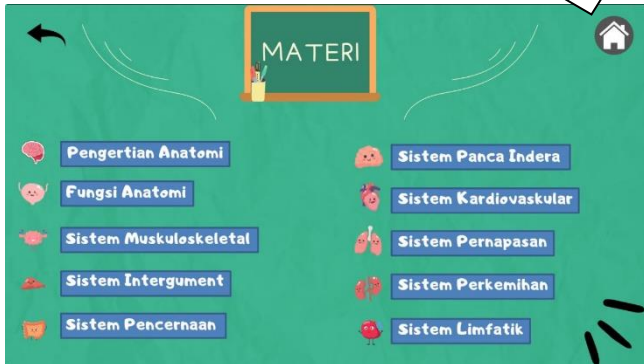 MATERI
Pengertian Anatomi
Fungsi Anatomi
Sistem Muskuloskeletal
Sistem Intergument
Sistem Pencernaan
Sistem Panca Indera
Sistem Kardiovaskular
Sistem Pernapasan
Sistem Perkemihan
Sistem Limfatik